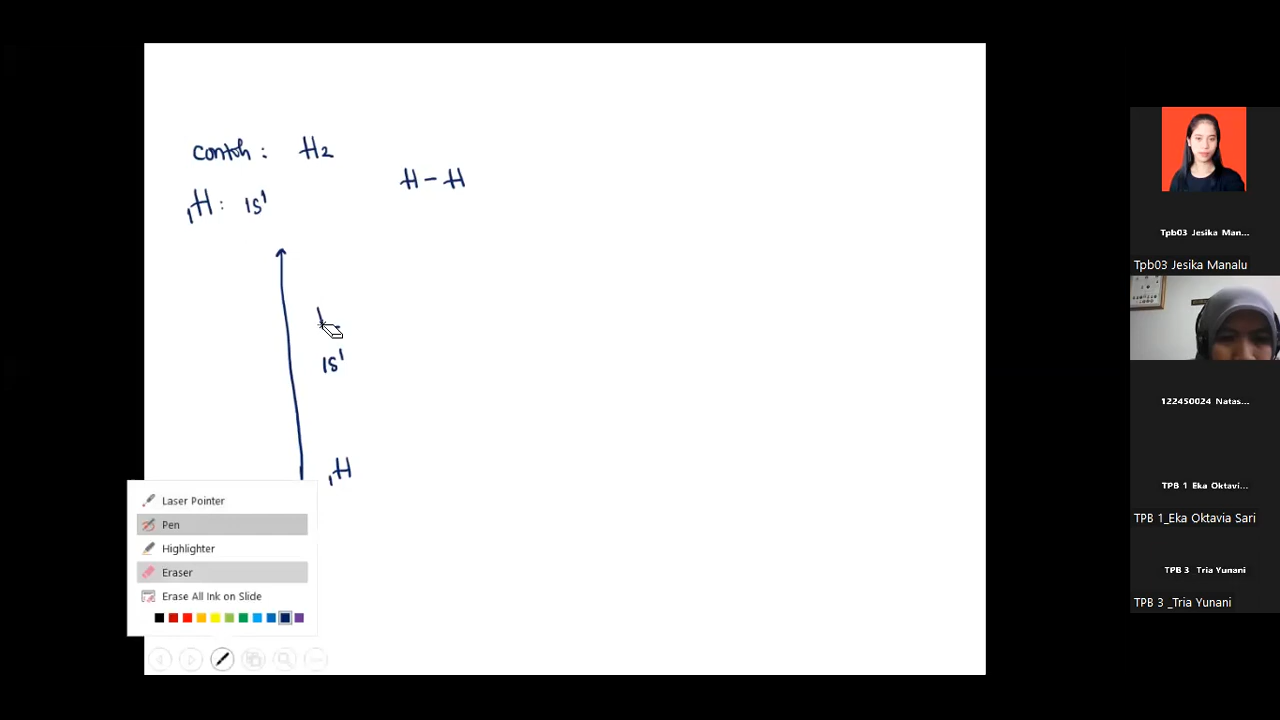 contoh : H2
H - H
1H : 1s1
1s1
1H
Laser Pointer
Pen
Highlighter
Eraser
Erase All Ink on Slide
Tpb03 Jesika Man...
Tpb03 Jesika Manalu
122450024 Natas...
TPB 1 Eka Oktavi...
TPB 1_Eka Oktavia Sari
TPB 3 Tria Yunani
TPB 3 _Tria Yunani